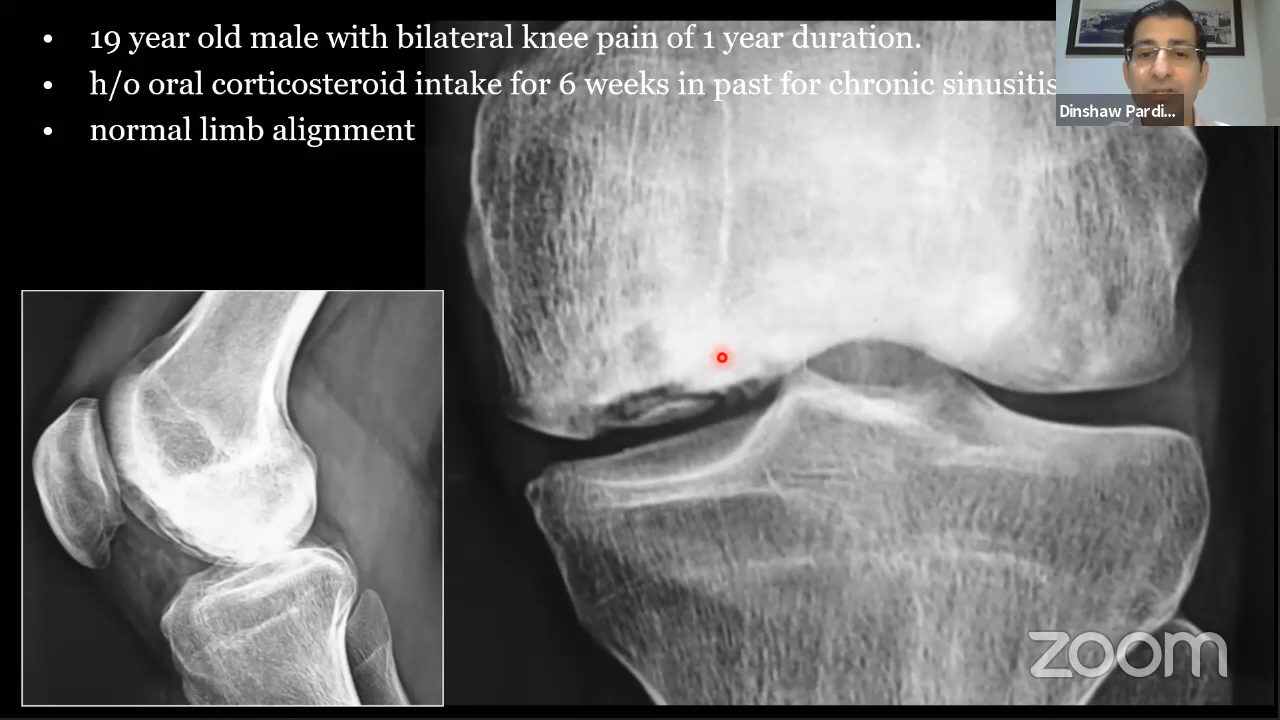 • 19 year old male with bilateral knee pain of 1 year duration.
• h/o oral corticosteroid intake for 6 weeks in past for chronic sinusitis
• normal limb alignment
Dinshaw Pardi...
zoom